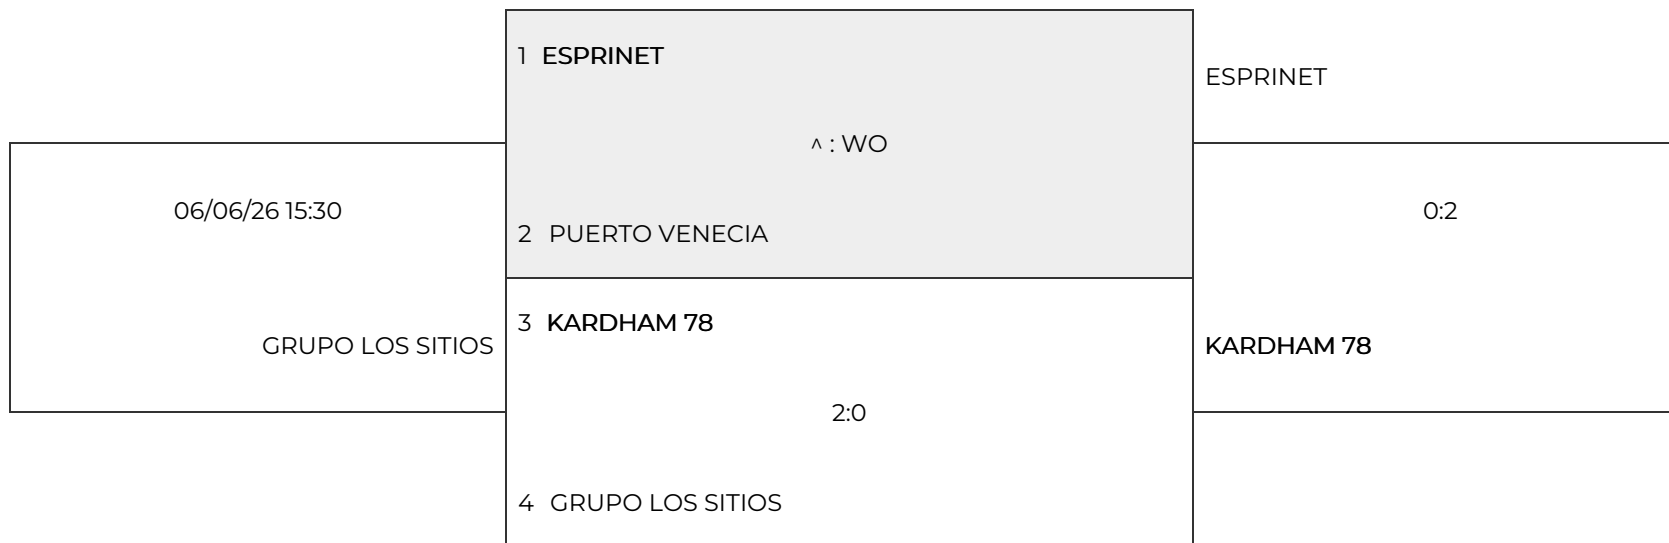 1 ESPRINET
ESPRINET
^ : WO
06/06/26 15:30
0:2
2 PUERTO VENECIA
3 KARDHAM 78
GRUPO LOS SITIOS
KARDHAM 78
2:0
4 GRUPO LOS SITIOS